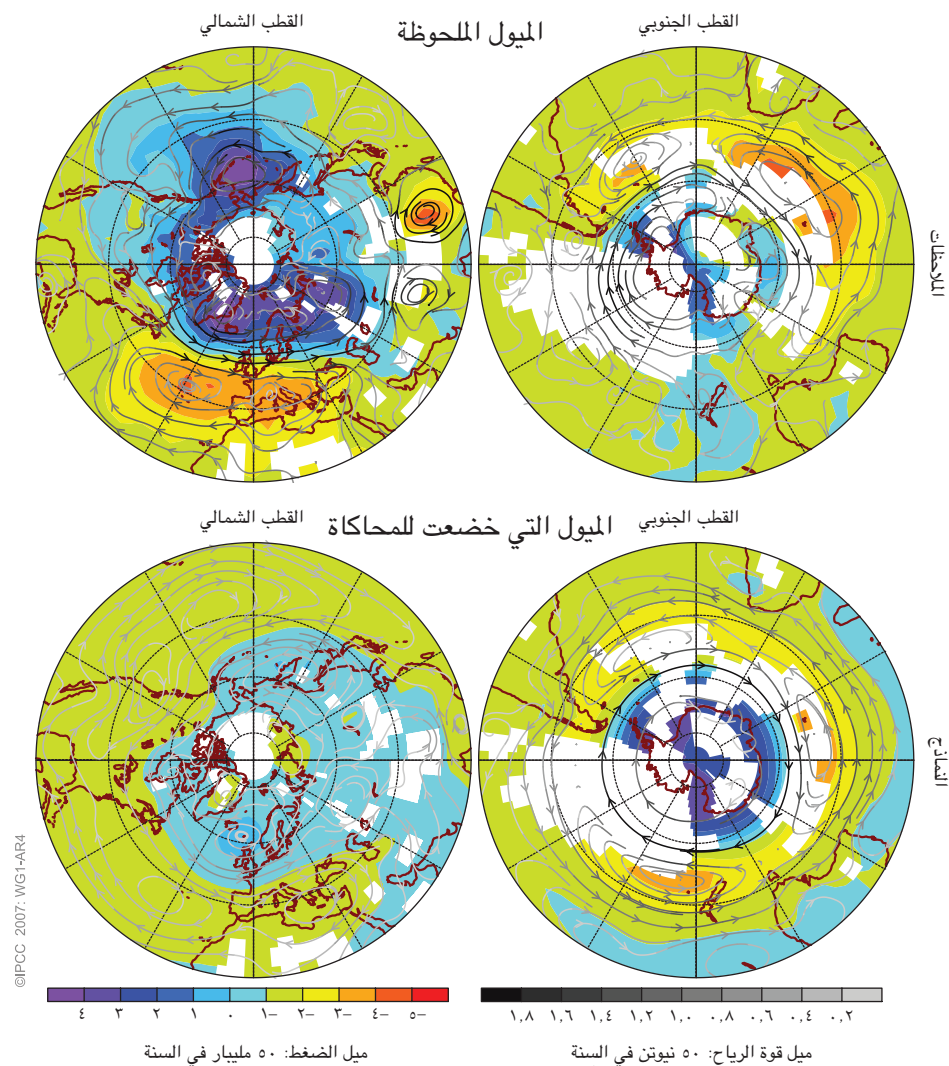 الميول الملحوظة
القطب الجنوبي
القطب الشمالي
الملاحظات
الميول التي خضعت للمحاكاة
القطب الجنوبي
القطب الشمالي
النماذج
©IPCC 2007: WG1-AR4
٤ ٣ ٢ ١ ٠ ١– ٢– ٣– ٤– ٥–
ميل الضغط: ٥٠ مليبار في السنة
١,٨ ١,٦ ١,٤ ١,٢ ١,٠ ٠,٨ ٠,٦ ٠,٤ ٠,٢
ميل قوة الرياح: ٥٠ نيوتن في السنة